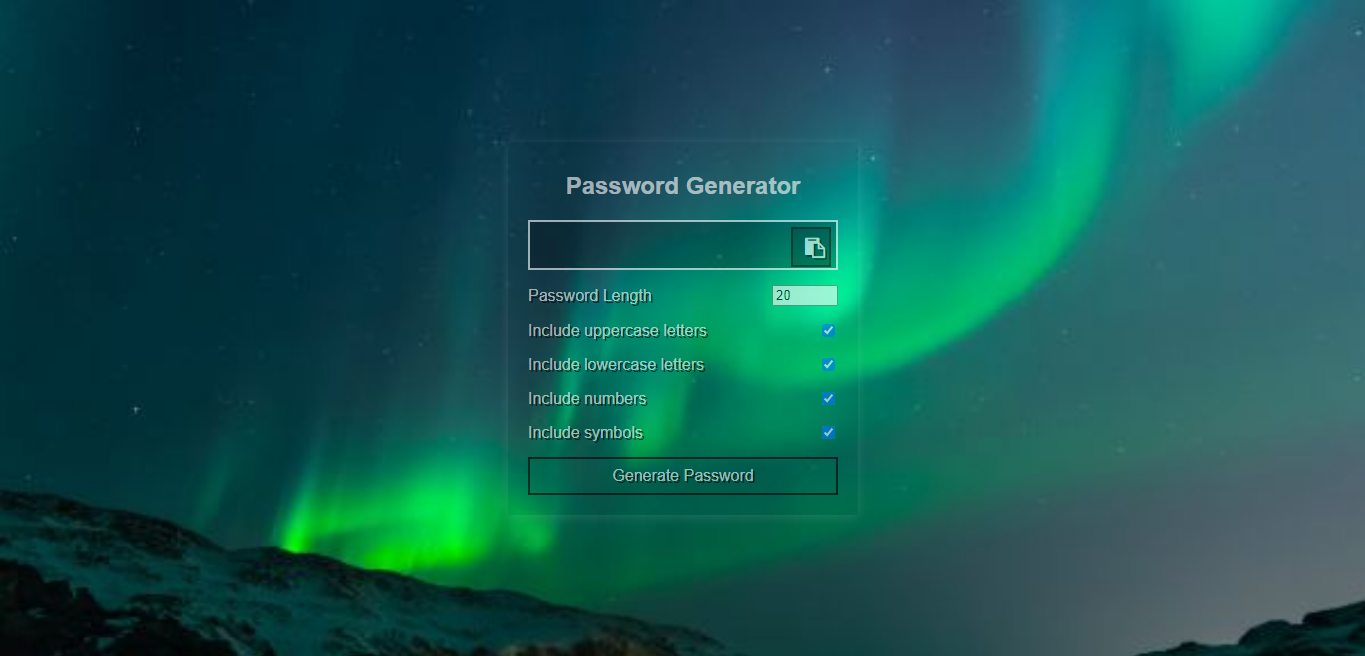 Password Generator
Password Length 20
Include uppercase letters
Include lowercase letters
Include numbers
Include symbols
Generate Password